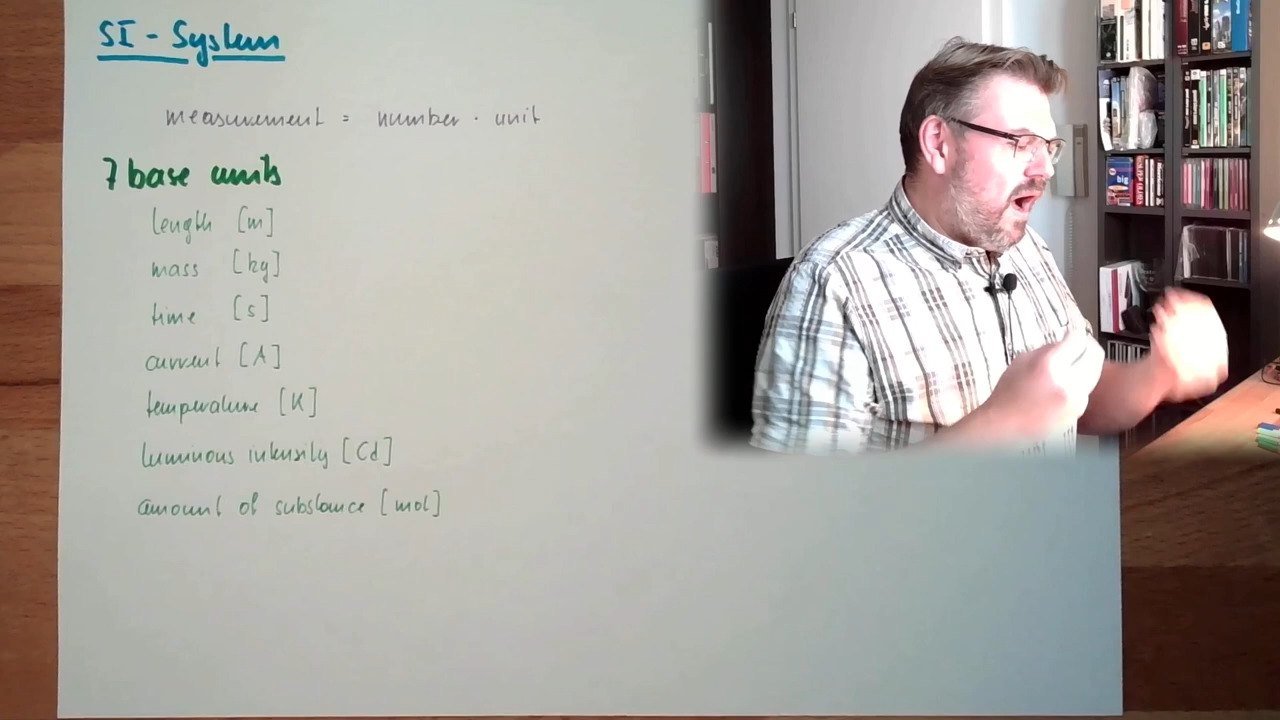 SI - System
measurement = number · unit
7 base units
length [m]
mass [kg]
time [s]
current [A]
temperature [K]
luminous intensity [Cd]
amount of substance [mol]
big